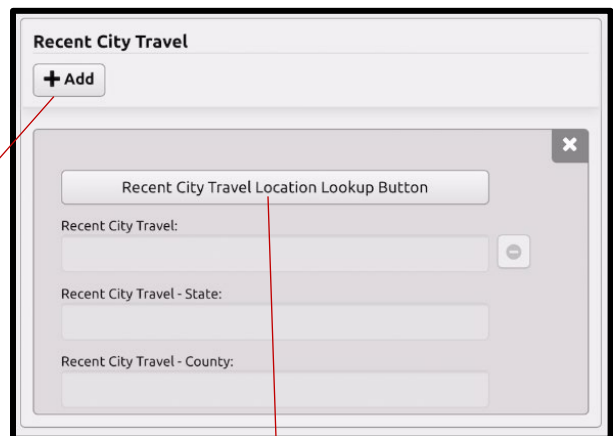 Recent City Travel
+ Add
Recent City Travel Location Lookup Button
Recent City Travel:
Recent City Travel - State:
Recent City Travel - County: